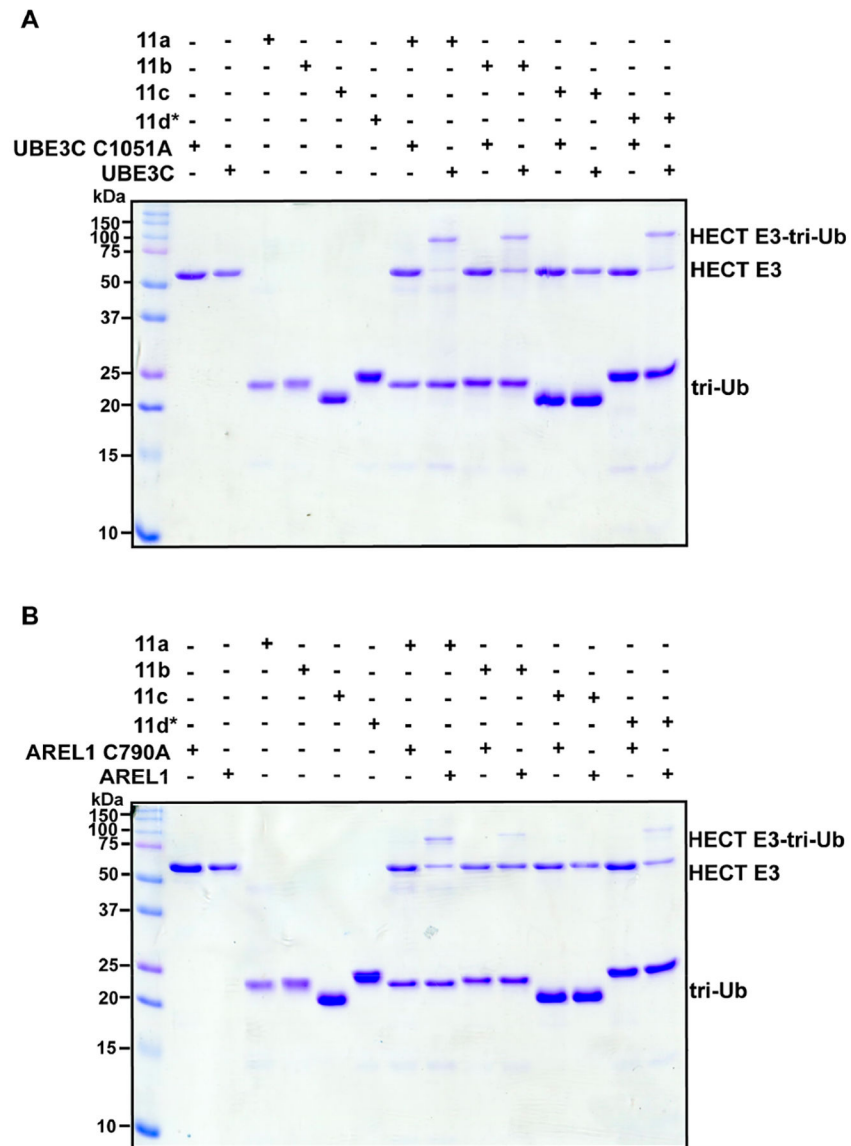 A
11a - - + - - - + + - - - - - -
11b - - - + - - - - + + - - - -
11c - - - - + - - - - - + + - -
11d* - - - - - + - - - - - - + +
UBE3C C1051A + - - - - - + - + - + - + -
UBE3C - + - - - - - + - + - + - +
kDa
150
100
75
50
37
25
20
15
10
HECT E3-tri-Ub
HECT E3
tri-Ub
B
11a - - + - - - + + - - - - - -
11b - - - + - - - - + + - - - -
11c - - - - + - - - - - + + - -
11d* - - - - - + - - - - - - + +
AREL1 C790A + - - - - - + - + - + - + -
AREL1 - + - - - - - + - + - + - +
kDa
150
100
75
50
37
25
20
15
10
HECT E3-tri-Ub
HECT E3
tri-Ub